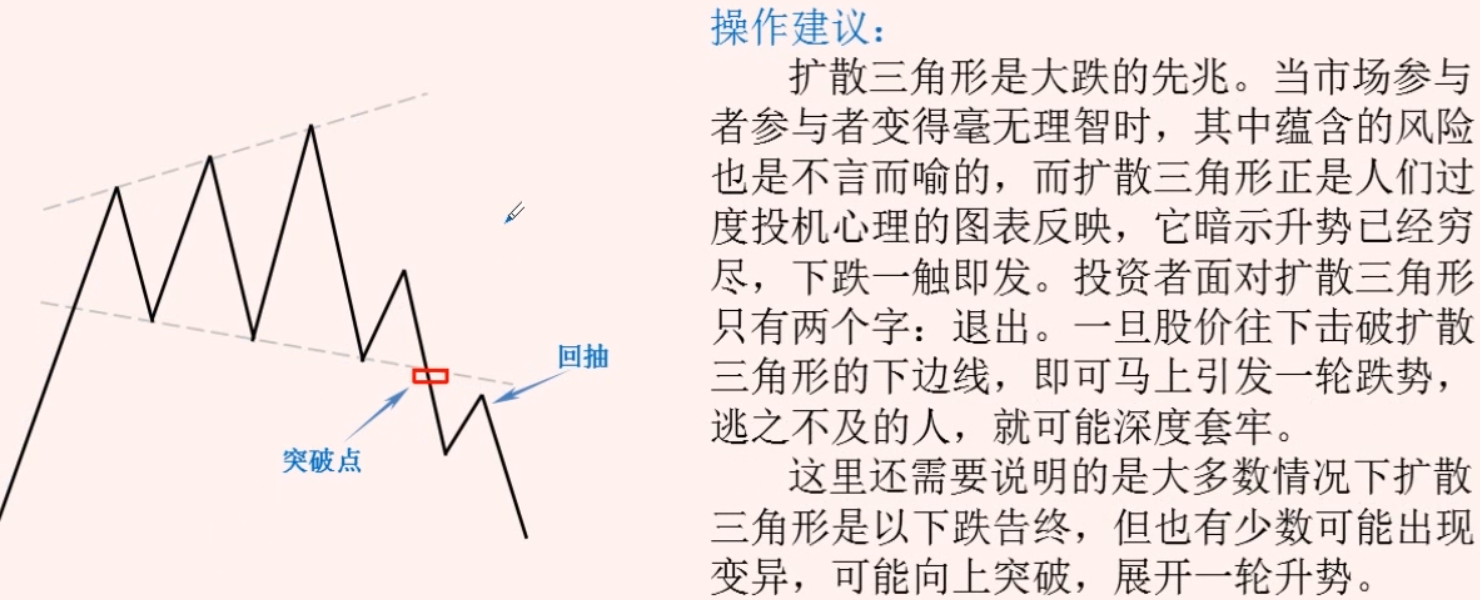 操作建议：
扩散三角形是大跌的先兆。当市场参与
者参与者变得毫无理智时，其中蕴含的风险
也是不言而喻的，而扩散三角形正是人们过
度投机心理的图表反映，它暗示升势已经穷
尽，下跌一触即发。投资者面对扩散三角形
只有两个字：退出。一旦股价往下击破扩散
三角形的下边线，即可马上引发一轮跌势，
逃之不及的人，就可能深度套牢。
这里还需要说明的是大多数情况下扩散
三角形是以下跌告终，但也有少数可能出现
变异，可能向上突破，展开一轮升势。
回抽
突破点